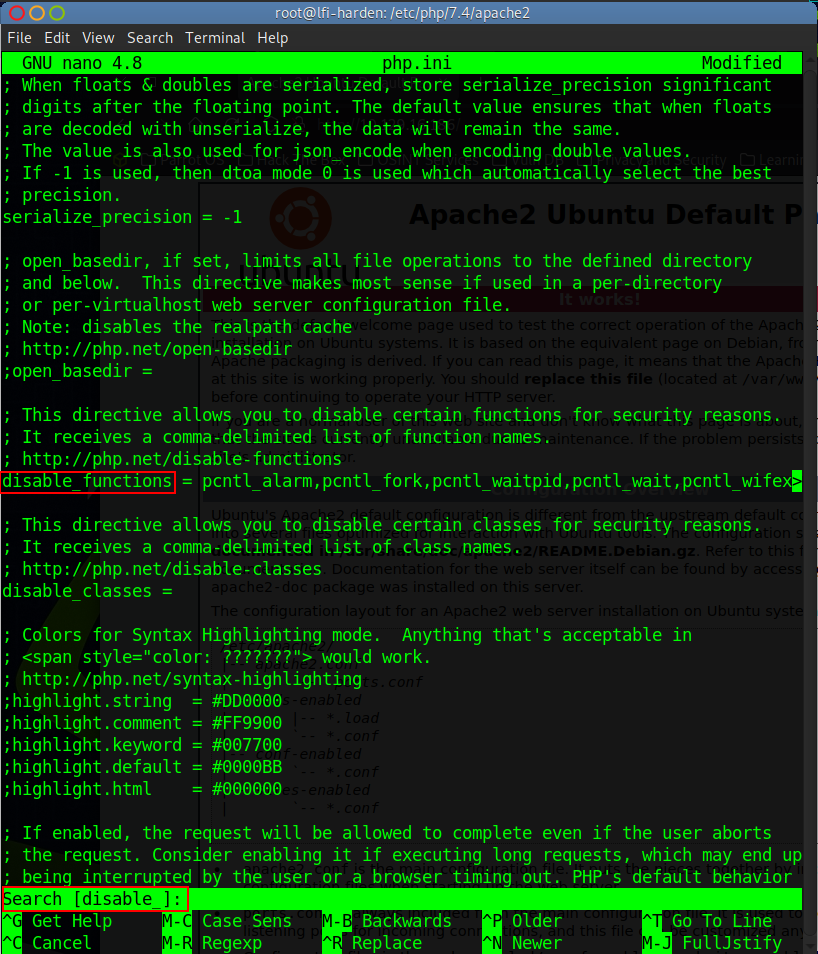 root@lfi-harden: /etc/php/7.4/apache2
File Edit View Search Terminal Help
GNU nano 4.8 php.ini Modified
; When floats & doubles are serialized, store serialize_precision significant
; digits after the floating point. The default value ensures that when floats
; are decoded with unserialize, the data will remain the same.
; The value is also used for json_encode when encoding double values.
; If -1 is used, then dtoa mode 0 is used which automatically select the best
; precision.
serialize_precision = -1
; open_basedir, if set, limits all file operations to the defined directory
; and below.  This directive makes most sense if used in a per-directory
; or per-virtualhost web server configuration file.
; Note: disables the realpath cache
; http://php.net/open-basedir
;open_basedir =
; This directive allows you to disable certain functions for security reasons.
; It receives a comma-delimited list of function names.
; http://php.net/disable-functions
disable_functions = pcntl_alarm,pcntl_fork,pcntl_waitpid,pcntl_wait,pcntl_wifex>
; This directive allows you to disable certain classes for security reasons.
; It receives a comma-delimited list of class names.
; http://php.net/disable-classes
disable_classes =
; Colors for Syntax Highlighting mode.  Anything that's acceptable in
; <span style="color: ???????"> would work.
; http://php.net/syntax-highlighting
;highlight.string  = #DD0000
;highlight.comment = #FF9900
;highlight.keyword = #007700
;highlight.default = #0000BB
;highlight.html    = #000000
; If enabled, the request will be allowed to complete even if the user aborts
; the request. Consider enabling it if executing long requests, which may end up
; being interrupted by the user or a browser timing out. PHP's default behavior
Search [disable_]:
^G Get Help M-C Case Sens M-B Backwards ^P Older ^T Go To Line
^C Cancel M-R Regexp ^R Replace ^N Newer M-J FullJstify
Apache2 Ubuntu Default P
It works!